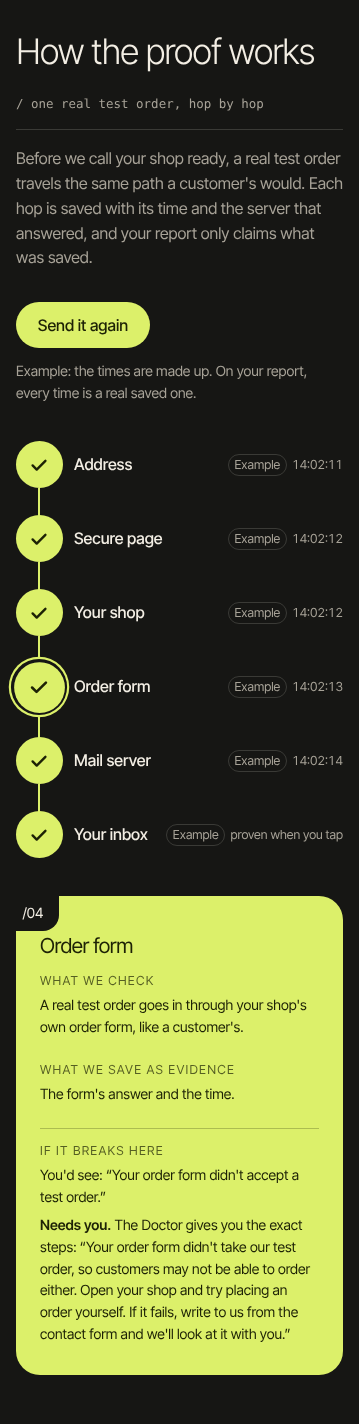 How the proof works
/ one real test order, hop by hop
Before we call your shop ready, a real test order
travels the same path a customer's would. Each
hop is saved with its time and the server that
answered, and your report only claims what
was saved.
Send it again
Example: the times are made up. On your report,
every time is a real saved one.
Address Example 14:02:11
Secure page Example 14:02:12
Your shop Example 14:02:12
Order form Example 14:02:13
Mail server Example 14:02:14
Your inbox Example proven when you tap
/04
Order form
WHAT WE CHECK
A real test order goes in through your shop's
own order form, like a customer's.
WHAT WE SAVE AS EVIDENCE
The form's answer and the time.
IF IT BREAKS HERE
You'd see: “Your order form didn't accept a
test order.”
Needs you. The Doctor gives you the exact
steps: “Your order form didn't take our test
order, so customers may not be able to order
either. Open your shop and try placing an
order yourself. If it fails, write to us from the
contact form and we'll look at it with you.”